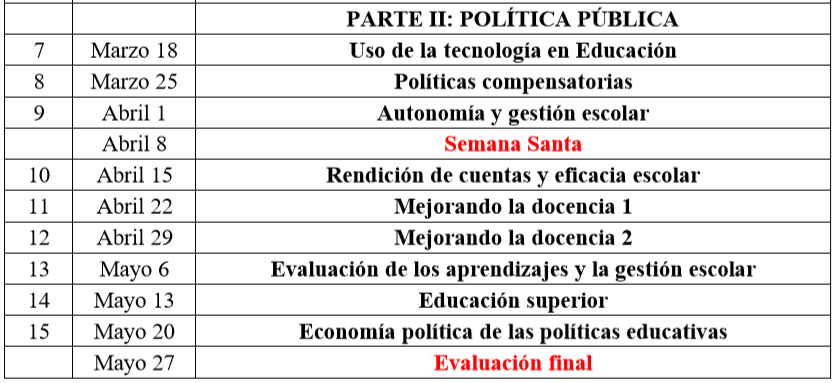 PARTE II: POLÍTICA PÚBLICA
7 Marzo 18 Uso de la tecnología en Educación
8 Marzo 25 Políticas compensatorias
9 Abril 1 Autonomía y gestión escolar
Abril 8 Semana Santa
10 Abril 15 Rendición de cuentas y eficacia escolar
11 Abril 22 Mejorando la docencia 1
12 Abril 29 Mejorando la docencia 2
13 Mayo 6 Evaluación de los aprendizajes y la gestión escolar
14 Mayo 13 Educación superior
15 Mayo 20 Economía política de las políticas educativas
Mayo 27 Evaluación final